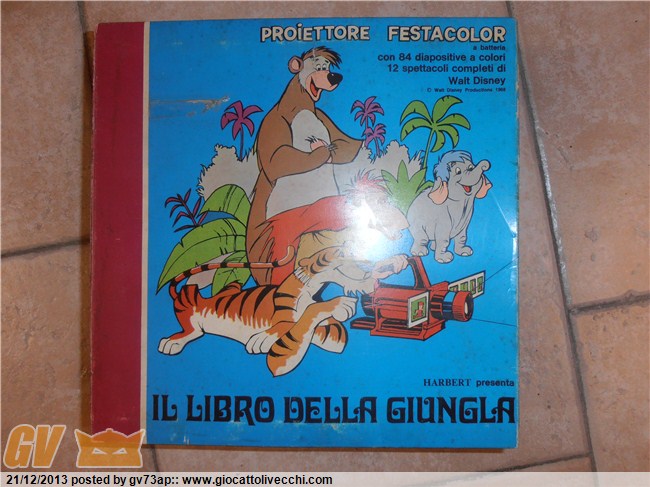 PROiETTORE FESTACOLOR
a batteria
con 84 diapositive a colori
12 spettacoli completi di
Walt Disney
© Walt Disney Productions 1968
HARBERT presenta
IL LIBRO DELLA GIUNGLA
GV
21/12/2013 posted by gv73ap:: www.giocattolivecchi.com